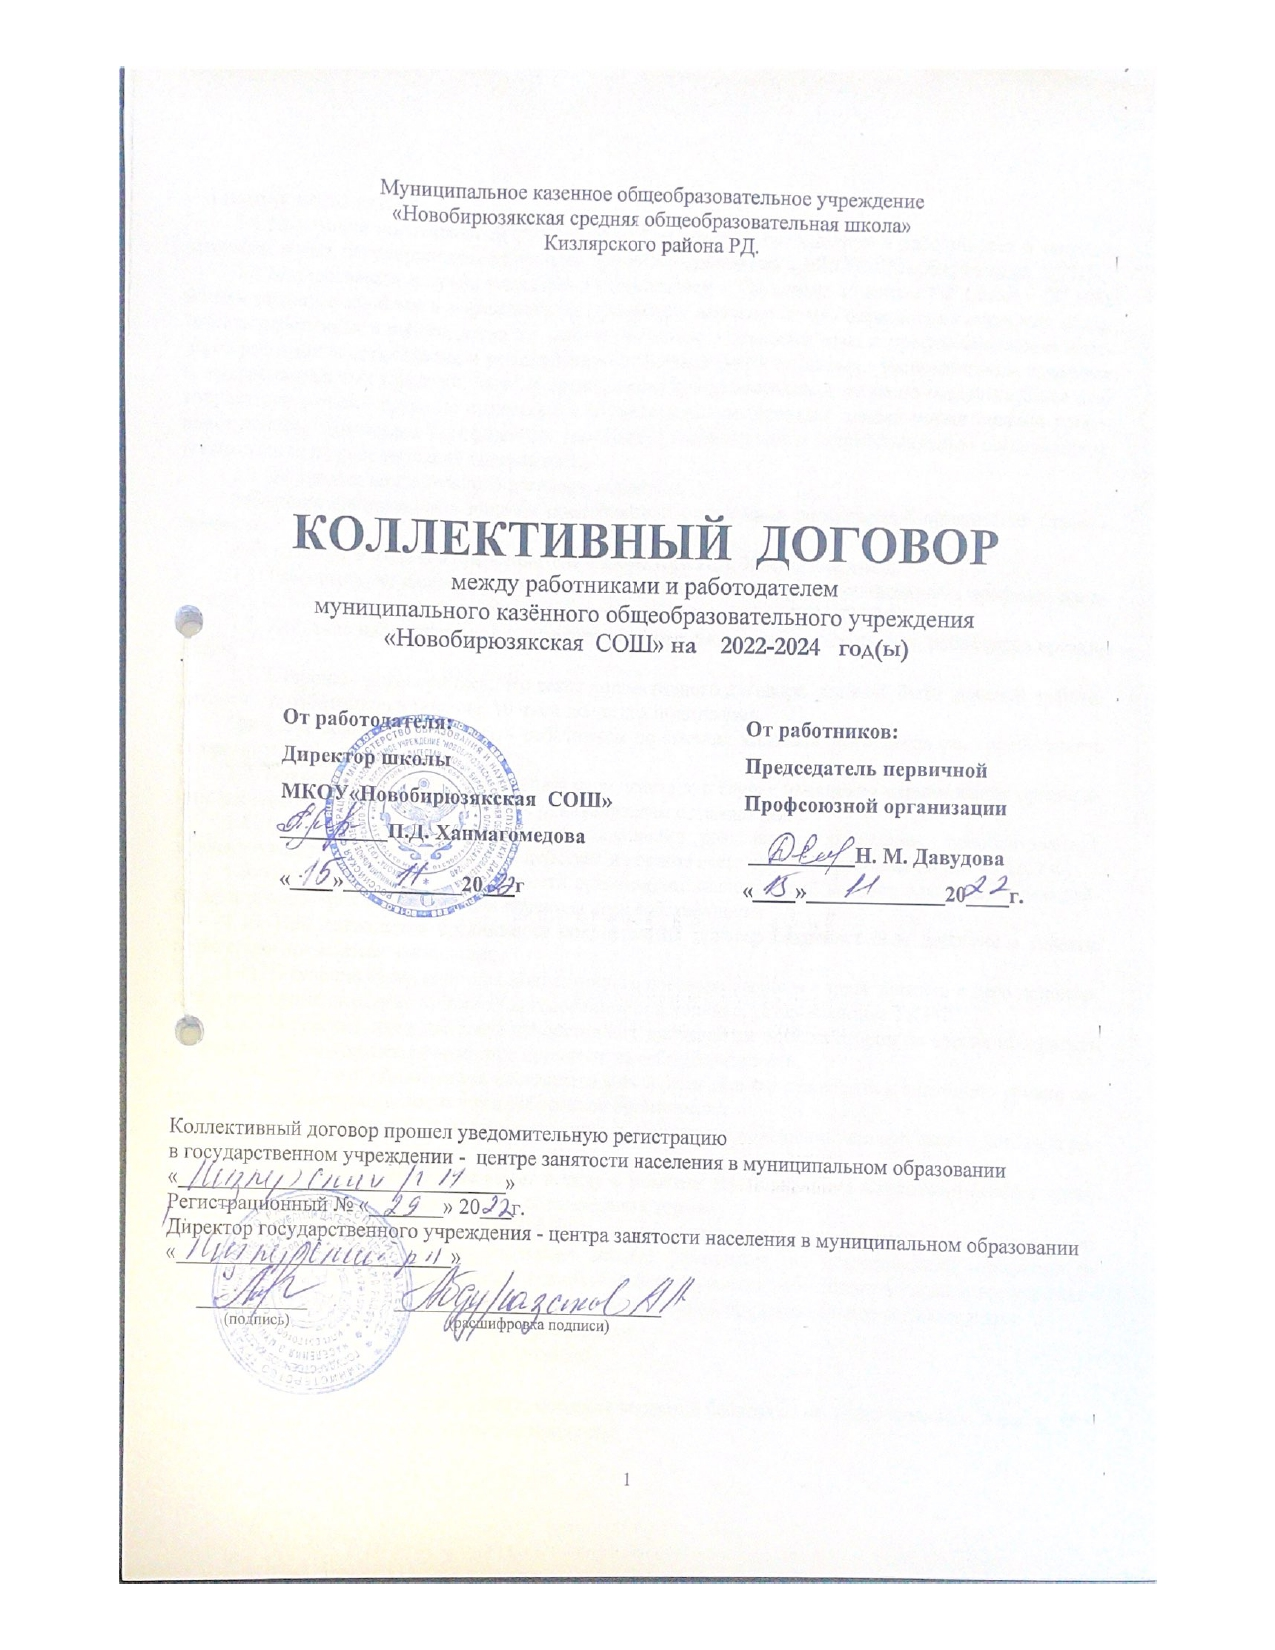 Муниципальное казенное общеобразовательное учреждение
«Новобирюзякская средняя общеобразовательная школа»
Кизлярского района РД.
КОЛЛЕКТИВНЫЙ ДОГОВОР
между работниками и работодателем
муниципального казённого общеобразовательного учреждения
«Новобирюзякская СОШ» на 2022-2024 год(ы)
От работодателя:
Директор школы
МКОУ«Новобирюзякская СОШ»
П.Д. Ханмагомедова
«15» 11 2022г
От работников:
Председатель первичной
Профсоюзной организации
Н. М. Давудова
«15» 11 2022г.
Коллективный договор прошел уведомительную регистрацию
в государственном учреждении - центре занятости населения в муниципальном образовании
Регистрационный № «29» 2022г.
Директор государственного учреждения - центра занятости населения в муниципальном образовании
(подпись) (расшифровка подписи)
1